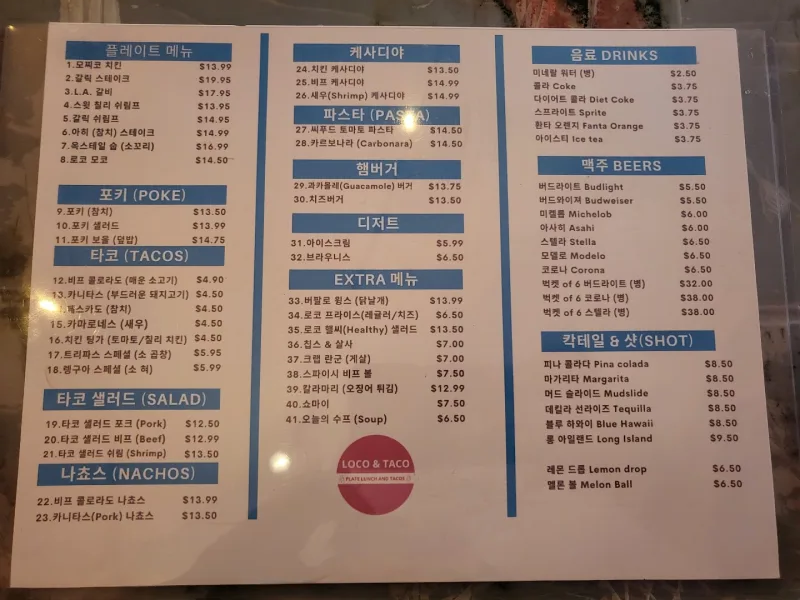 플레이트 메뉴
1.모찌코 치킨 $13.99
2.갈릭 스테이크 $19.95
3.L.A. 갈비 $17.95
4.스윗 칠리 쉬림프 $13.95
5.갈릭 쉬림프 $14.95
6.아히 (참치) 스테이크 $14.99
7.옥스테일 숩 (소꼬리) $16.99
8.로코 모코 $14.50
포키 (POKE)
9.포키 (참치) $13.50
10.포키 샐러드 $13.99
11.포키 보울 (덮밥) $14.75
타코 (TACOS)
12.비프 콜로라도 (매운 소고기) $4.90
13.카니타스 (부드러운 돼지고기) $4.50
14.페스카도 (참치) $4.50
15.카마로네스 (새우) $4.50
16.치킨 팅가 (토마토/칠리 치킨) $4.50
17.트리파스 스페셜 (소 곱창) $5.95
18.렝구아 스페셜 (소 혀) $5.99
타코 샐러드 (SALAD)
19.타코 샐러드 포크 (Pork) $12.50
20.타코 샐러드 비프 (Beef) $12.99
21.타코 샐러드 쉬림 (Shrimp) $13.50
나쵸스 (NACHOS)
22.비프 콜로라도 나쵸스 $13.99
23.카니타스(Pork) 나쵸스 $13.50
케사디야
24.치킨 케사디야 $13.50
25.비프 케사디야 $14.99
26.새우(Shrimp) 케사디야 $14.99
파스타 (PASTA)
27.씨푸드 토마토 파스타 $14.50
28.카르보나라 (Carbonara) $14.50
햄버거
29.과카몰레(Guacamole) 버거 $13.75
30.치즈버거 $13.50
디저트
31.아이스크림 $5.99
32.브라우니스 $6.50
EXTRA 메뉴
33.버팔로 윙스 (닭날개) $13.99
34.로코 프라이스(레귤러/치즈) $6.50
35.로코 헬씨(Healthy) 샐러드 $13.50
36.칩스 & 살사 $7.00
37.크랩 란군 (게살) $7.00
38.스파이시 비프 볼 $7.50
39.칼라마리 (오징어 튀김) $12.99
40.쇼마이 $7.50
41.오늘의 수프 (Soup) $6.50
LOCO & TACO
PLATE LUNCH AND TACOS
음료 DRINKS
미네랄 워터 (병) $2.50
콜라 Coke $3.75
다이어트 콜라 Diet Coke $3.75
스프라이트 Sprite $3.75
환타 오렌지 Fanta Orange $3.75
아이스티 Ice tea $3.75
맥주 BEERS
버드라이트 Budlight $5.50
버드와이져 Budweiser $5.50
미켈롭 Michelob $6.00
아사히 Asahi $6.00
스텔라 Stella $6.50
모델로 Modelo $6.50
코로나 Corona $6.50
벅켓 of 6 버드라이트 (병) $32.00
벅켓 of 6 코로나 (병) $38.00
벅켓 of 6 스텔라 (병) $38.00
칵테일 & 샷(SHOT)
피나 콜라다 Pina colada $8.50
마가리타 Margarita $8.50
머드 슬라이드 Mudslide $8.50
데킬라 선라이즈 Tequilla $8.50
블루 하와이 Blue Hawaii $8.50
롱 아일랜드 Long Island $9.50
레몬 드롭 Lemon drop $6.50
멜론 볼 Melon Ball $6.50